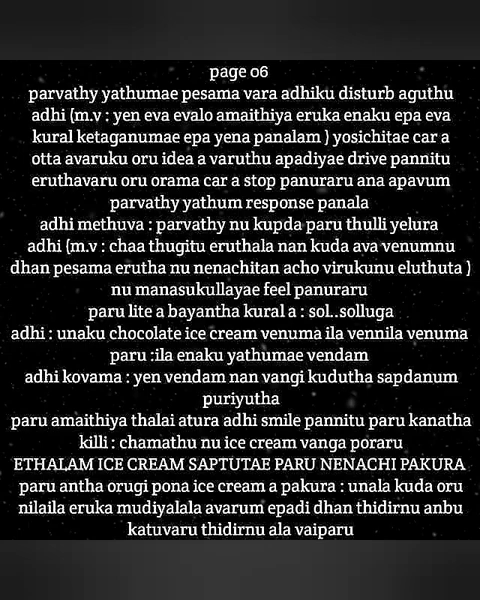 page 06
parvathy yathumae pesama vara adhiku disturb aguthu
adhi (m.v : yen eva evalo amaithiya eruka enaku epa eva
kural ketaganumae epa yena panalam ) yosichitae car a
otta avaruku oru idea a varuthu apadiyae drive pannitu
eruthavaru oru orama car a stop panuraru ana apavum
parvathy yathum response panala
adhi methuva : parvathy nu kupda paru thulli yelura
adhi (m.v : chaa thugitu eruthala nan kuda ava venumnu
dhan pesama erutha nu nenachitan acho virukunu eluthuta )
nu manasukullayae feel panuraru
paru lite a bayantha kural a : sol..solluga
adhi : unaku chocolate ice cream venuma ila vennila venuma
paru :ila enaku yathumae vendam
adhi kovama : yen vendam nan vangi kudutha sapdanum
puriyutha
paru amaithiya thalai atura adhi smile pannitu paru kanatha
killi : chamathu nu ice cream vanga poraru
ETHALAM ICE CREAM SAPTUTAE PARU NENACHI PAKURA
paru antha orugi pona ice cream a pakura : unala kuda oru
nilaila eruka mudiyalala avarum epadi dhan thidirnu anbu
katuvaru thidirnu ala vaiparu